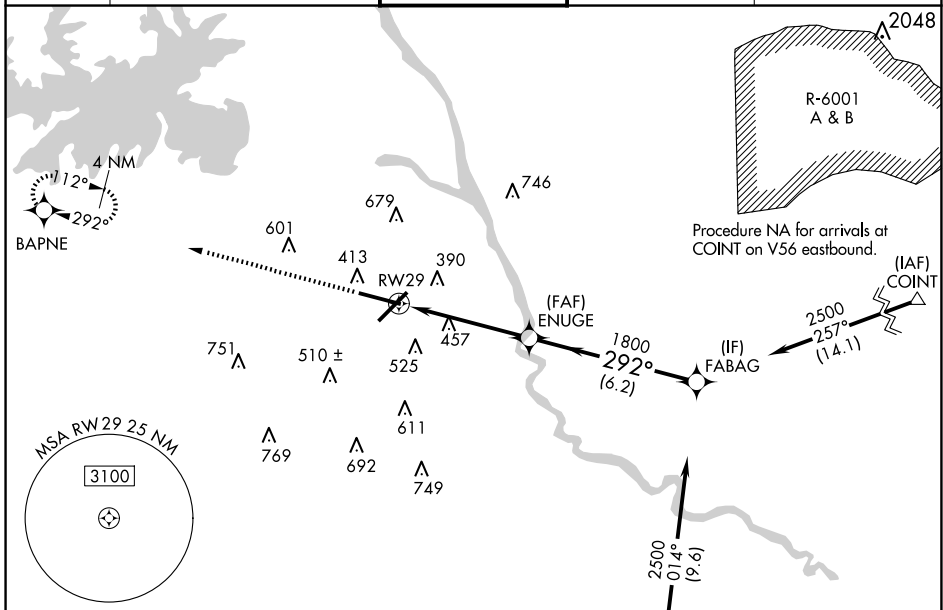 2048
R-6001
A & B
4 NM
112°
292°
BAPNE
746
679
601
413
390
RW29
Procedure NA for arrivals at
COINT on V56 eastbound.
(IAF)
COINT
2500
257°
(14.1)
(FAF)
ENUGE
457
1800
292°
(6.2)
(IF)
FABAG
751
510 ±
525
611
769
692
749
MSA RW29 25 NM
3100
2500
014°
(9.6)